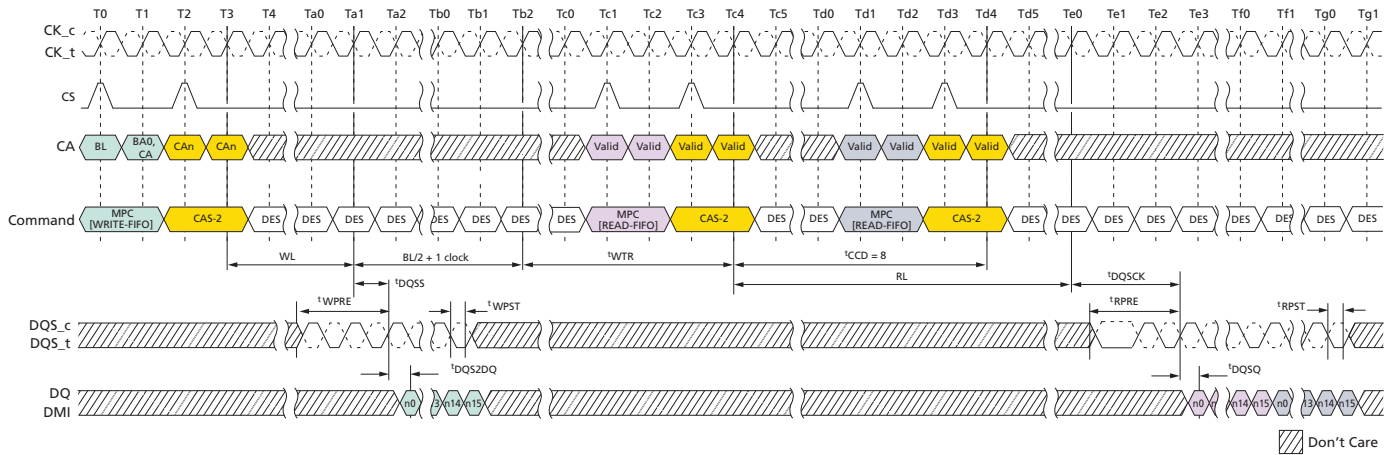 T0 T1 T2 T3 T4 Ta0 Ta1 Ta2 Tb0 Tb1 Tb2 Tc0 Tc1 Tc2 Tc3 Tc4 Tc5 Td0 Td1 Td2 Td3 Td4 Td5 Te0 Te1 Te2 Te3 Tf0 Tf1 Tg0 Tg1
CK_c
CK_t
CS
CA BL BA0, CA CAn CAn Valid Valid Valid Valid Valid Valid Valid Valid
Command MPC [WRITE-FIFO] CAS-2 DES DES DES DES DES DES DES DES MPC [READ-FIFO] CAS-2 DES DES MPC [READ-FIFO] CAS-2 DES DES DES DES DES DES DES DES DES
WL BL/2 + 1 clock tWTR tCCD = 8
RL tDQSCK
tDQSS
tWPRE tWPST tRPRE tRPST
DQS_c
DQS_t
tDQS2DQ tDQSQ
DQ
DMI
n0 n14 n15 n0 n14 n15 n0 13 n14 n15
Don't Care